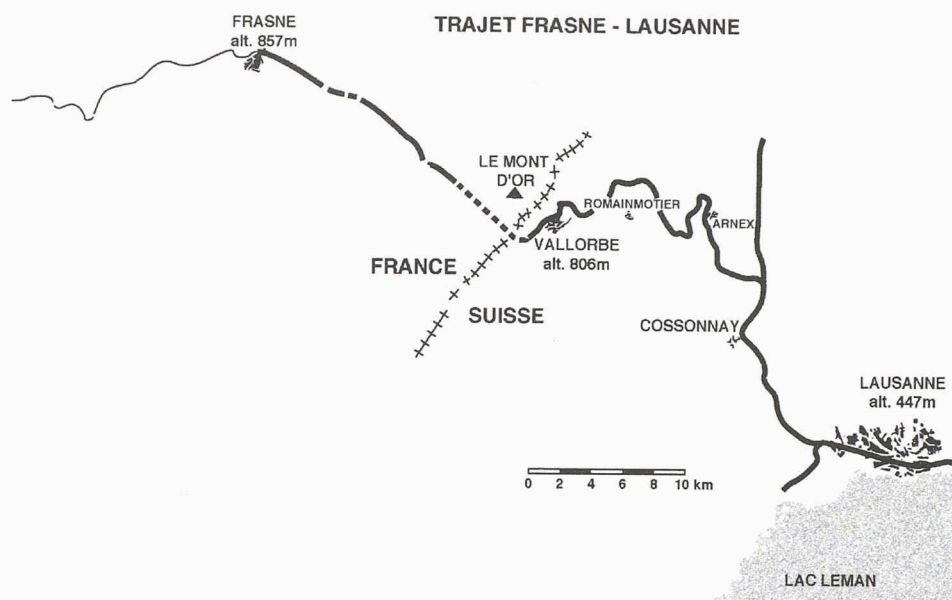 TRAJET FRASNE - LAUSANNE
FRASNE
alt. 857m
LE MONT
D'OR
ROMAINMOTIER
ARNEX
VALLORBE
alt. 806m
FRANCE
SUISSE
COSSONNAY
LAUSANNE
alt. 447m
0 2 4 6 8 10 km
LAC LEMAN